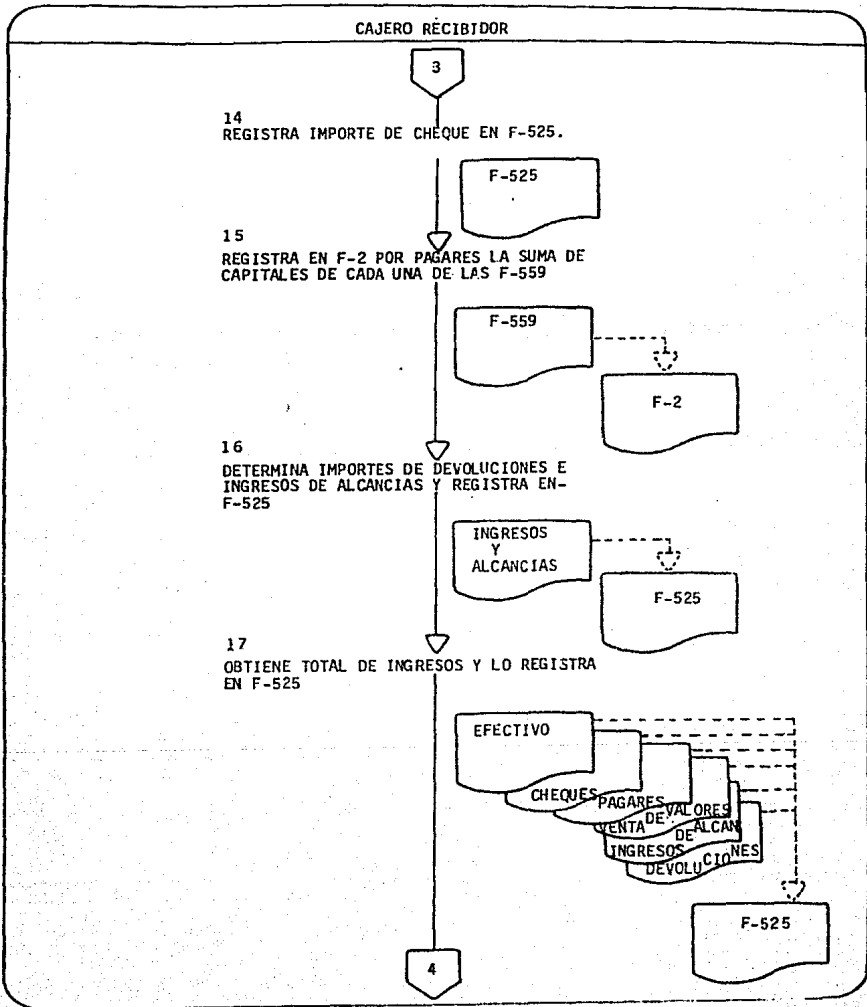 CAJERO RECIBIDOR
3
14
REGISTRA IMPORTE DE CHEQUE EN F-525.
F-525
15
REGISTRA EN F-2 POR PAGARES LA SUMA DE
CAPITALES DE CADA UNA DE LAS F-559
F-559
F-2
16
DETERMINA IMPORTES DE DEVOLUCIONES E
INGRESOS DE ALCANCIAS Y REGISTRA EN-
F-525
INGRESOS
Y
ALCANCIAS
F-525
17
OBTIENE TOTAL DE INGRESOS Y LO REGISTRA
EN F-525
EFECTIVO
CHEQUES
PAGARES
VENTA DE VALORES
INGRESOS DE ALCAN
DEVOLUCIONES
F-525
4